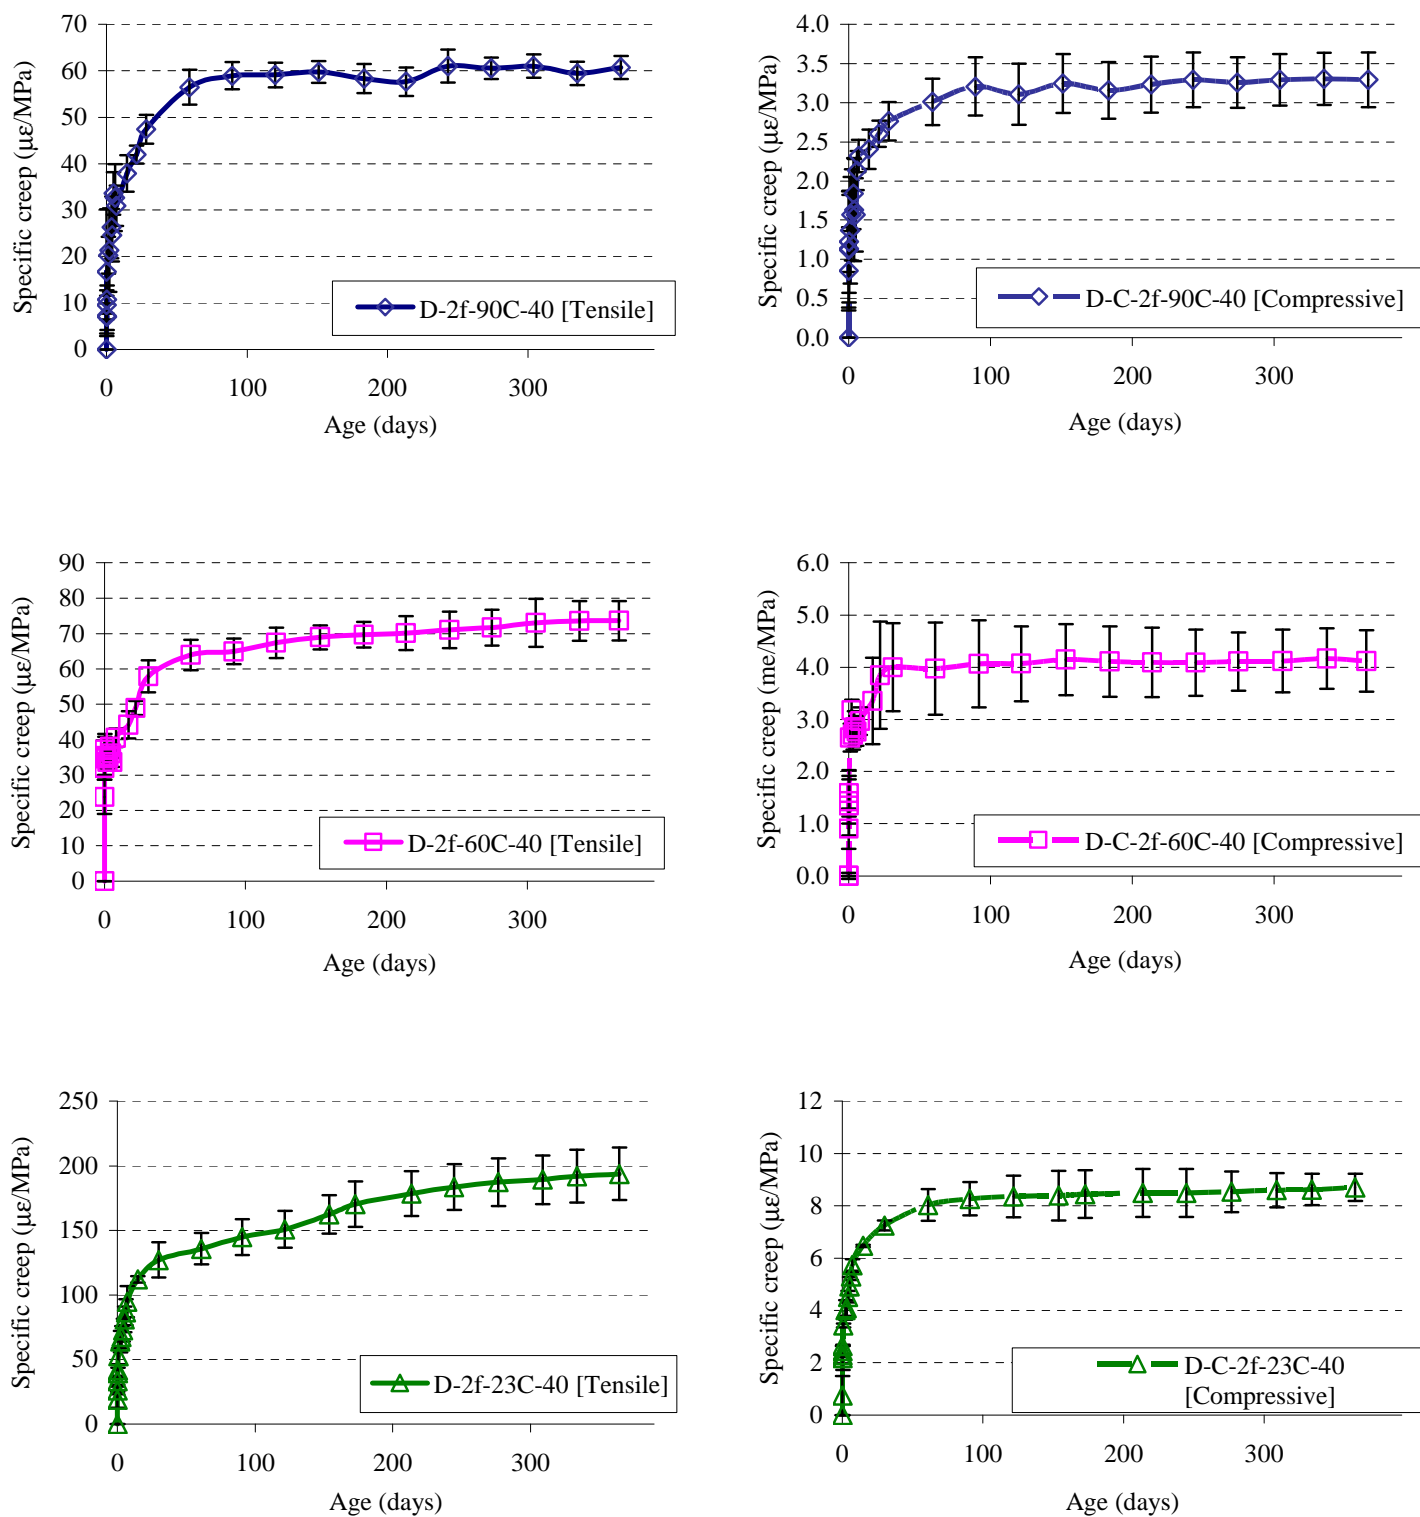 Specific creep (με/MPa)
70
60
50
40
30
20
10
0
D-2f-90C-40 [Tensile]
0 100 200 300
Age (days)
Specific creep (με/MPa)
4.0
3.5
3.0
2.5
2.0
1.5
1.0
0.5
0.0
D-C-2f-90C-40 [Compressive]
0 100 200 300
Age (days)
Specific creep (με/MPa)
90
80
70
60
50
40
30
20
10
0
D-2f-60C-40 [Tensile]
0 100 200 300
Age (days)
Specific creep (me/MPa)
6.0
5.0
4.0
3.0
2.0
1.0
0.0
D-C-2f-60C-40 [Compressive]
0 100 200 300
Age (days)
Specific creep (με/MPa)
250
200
150
100
50
0
D-2f-23C-40 [Tensile]
0 100 200 300
Age (days)
Specific creep (με/MPa)
12
10
8
6
4
2
0
D-C-2f-23C-40
[Compressive]
0 100 200 300
Age (days)